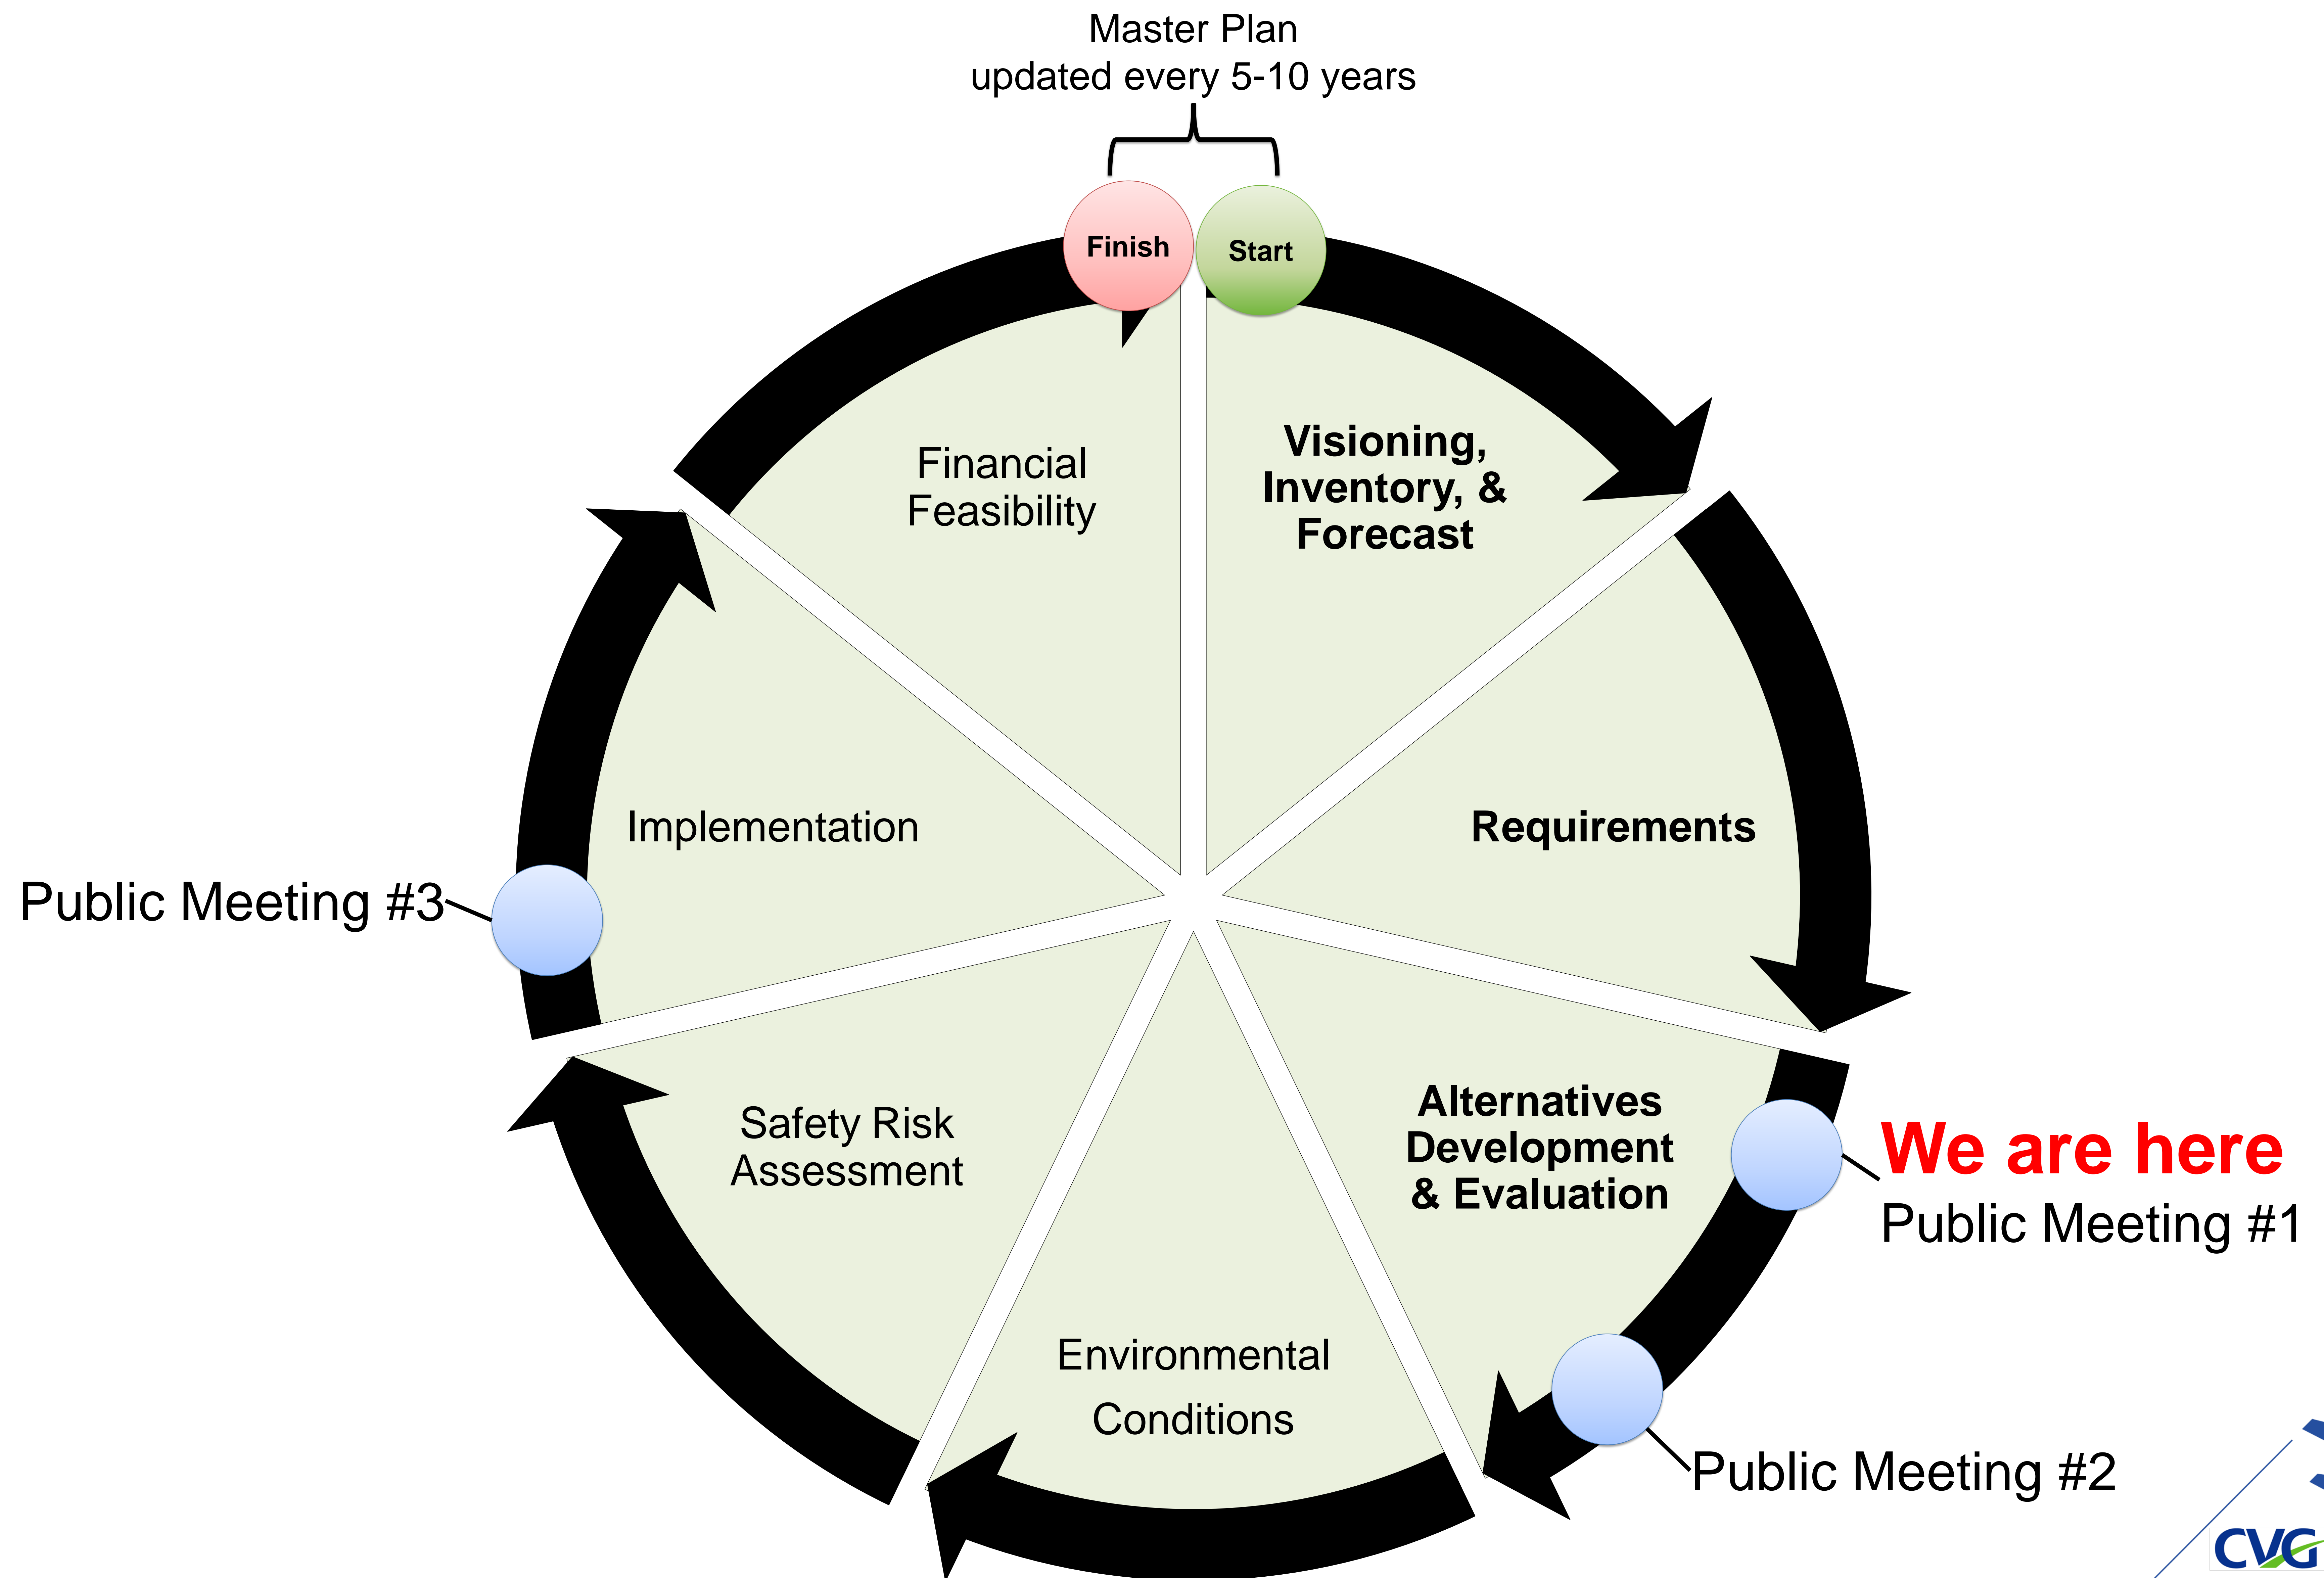 Master Plan
updated every 5-10 years
Finish
Start
Visioning,
Inventory, &
Forecast
Requirements
Alternatives
Development
& Evaluation
We are here
Public Meeting #1
Public Meeting #2
Environmental
Conditions
Safety Risk
Assessment
Public Meeting #3
Implementation
Financial
Feasibility
CVG